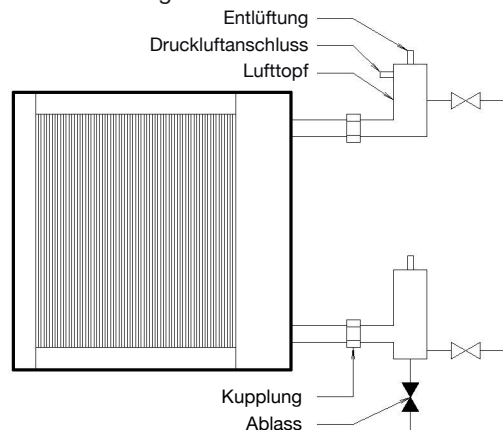 Entlüftung
Druckluftanschluss
Lufttopf
Kupplung
Ablass